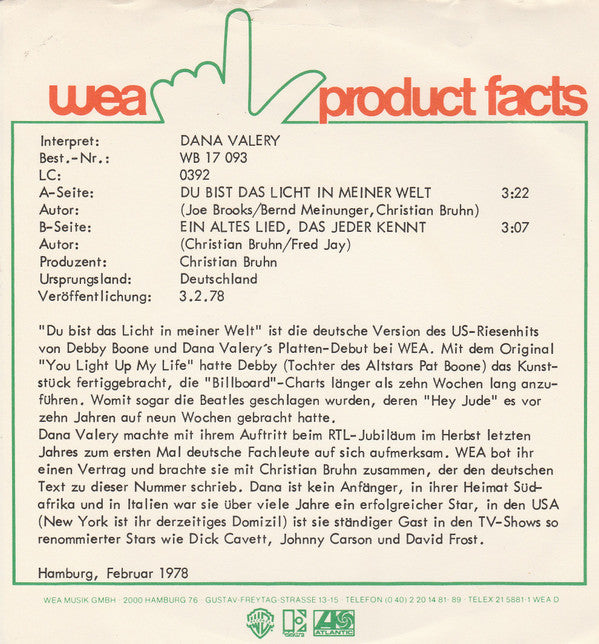 wea product facts
Interpret: DANA VALERY
Best.-Nr.: WB 17 093
LC: 0392
A-Seite: DU BIST DAS LICHT IN MEINER WELT 3:22
Autor: (Joe Brooks/Bernd Meinunger,Christian Bruhn)
B-Seite: EIN ALTES LIED, DAS JEDER KENNT 3:07
Autor: (Christian Bruhn/Fred Jay)
Produzent: Christian Bruhn
Ursprungsland: Deutschland
Veröffentlichung: 3.2.78
"Du bist das Licht in meiner Welt" ist die deutsche Version des US-Riesenhits
von Debby Boone und Dana Valery's Platten-Debut bei WEA. Mit dem Original
"You Light Up My Life" hatte Debby (Tochter des Altstars Pat Boone) das Kunst-
stück fertiggebracht, die "Billboard"-Charts länger als zehn Wochen lang anzu-
führen. Womit sogar die Beatles geschlagen wurden, deren "Hey Jude" es vor
zehn Jahren auf neun Wochen gebracht hatte.
Dana Valery machte mit ihrem Auftritt beim RTL-Jubiläum im Herbst letzten
Jahres zum ersten Mal deutsche Fachleute auf sich aufmerksam. WEA bot ihr
einen Vertrag und brachte sie mit Christian Bruhn zusammen, der den deutschen
Text zu dieser Nummer schrieb. Dana ist kein Anfänger, in ihrer Heimat Süd-
afrika und in Italien war sie über viele Jahre ein erfolgreicher Star, in den USA
(New York ist ihr derzeitiges Domizil) ist sie ständiger Gast in den TV-Shows so
renommierter Stars wie Dick Cavett, Johnny Carson und David Frost.
Hamburg, Februar 1978
WEA MUSIK GMBH · 2000 HAMBURG 76 · GUSTAV-FREYTAG-STRASSE 13-15 · TELEFON (0 40) 2 20 14 81- 89 · TELEX 21 5881-1 WEA D
elektra ATLANTIC